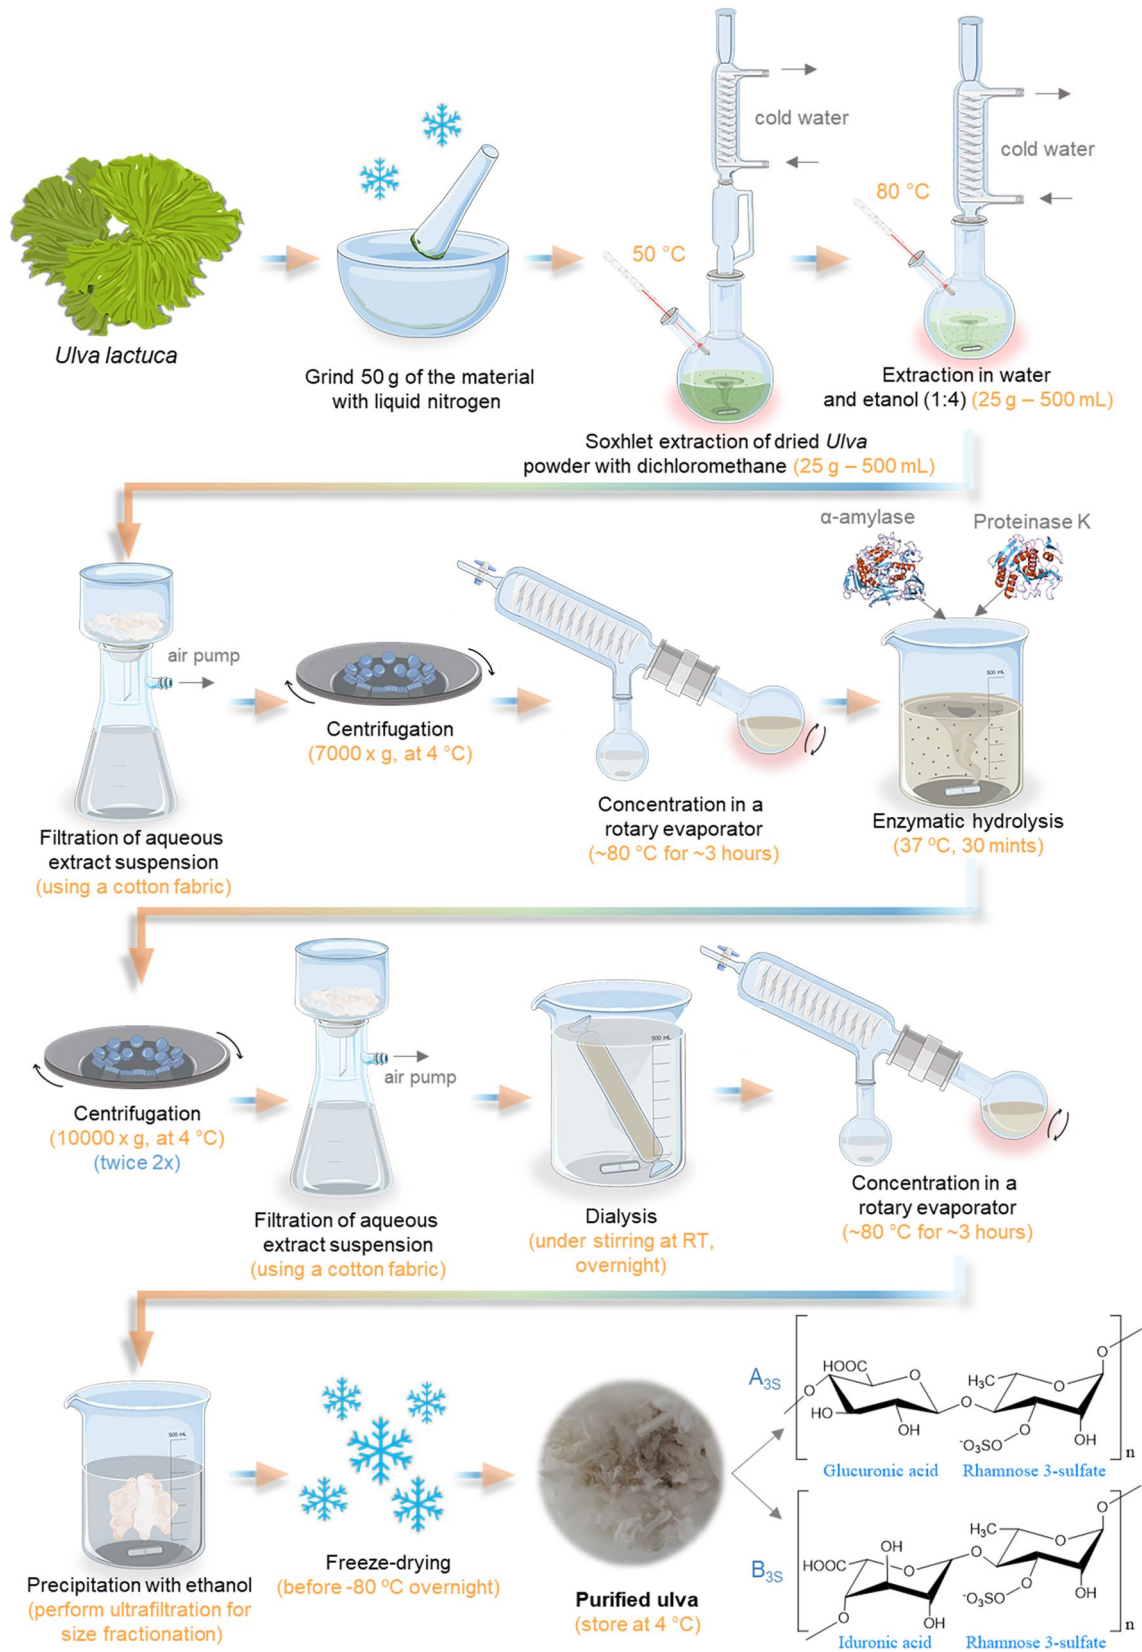 cold water
cold water
80 °C
50 °C
Ulva lactuca
Grind 50 g of the material
with liquid nitrogen
Extraction in water
and etanol (1:4) (25 g – 500 mL)
Soxhlet extraction of dried Ulva
powder with dichloromethane (25 g – 500 mL)
α-amylase
Proteinase K
air pump
500 mL
Filtration of aqueous
extract suspension
(using a cotton fabric)
Centrifugation
(7000 x g, at 4 °C)
Concentration in a
rotary evaporator
(~80 °C for ~3 hours)
Enzymatic hydrolysis
(37 ºC, 30 mints)
Centrifugation
(10000 x g, at 4 °C)
(twice 2x)
air pump
Filtration of aqueous
extract suspension
(using a cotton fabric)
500 mL
Dialysis
(under stirring at RT,
overnight)
Concentration in a
rotary evaporator
(~80 °C for ~3 hours)
500 mL
Precipitation with ethanol
(perform ultrafiltration for
size fractionation)
Freeze-drying
(before -80 ºC overnight)
Purified ulva
(store at 4 °C)
A3S
HOOC
O
O
HO
OH
O
H3C
O
O
-O3SO
O
OH
n
Glucuronic acid
Rhamnose 3-sulfate
B3S
HOOC
OH
O
O
OH
O
H3C
O
O
-O3SO
O
OH
n
Iduronic acid
Rhamnose 3-sulfate